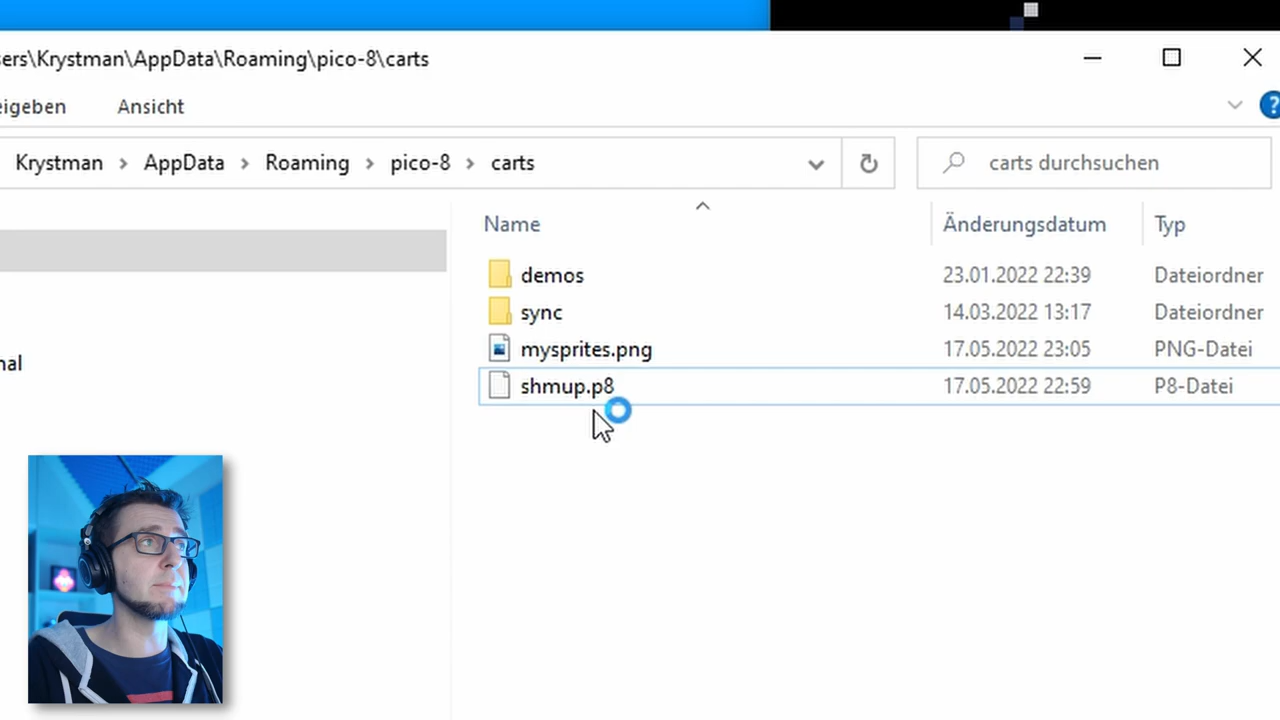 ers\Krystman\AppData\Roaming\pico-8\carts
eigeben Ansicht
?
Krystman > AppData > Roaming > pico-8 > carts
carts durchsuchen
Name Änderungsdatum Typ
demos 23.01.2022 22:39 Dateiordner
sync 14.03.2022 13:17 Dateiordner
mysprites.png 17.05.2022 23:05 PNG-Datei
nal
shmup.p8 17.05.2022 22:59 P8-Datei